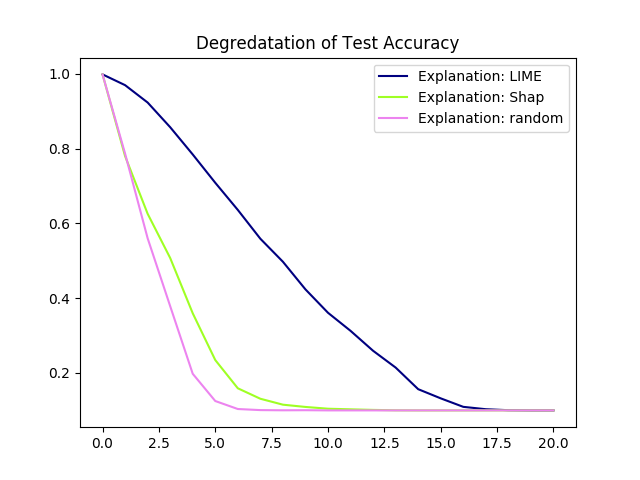 Degredatation of Test Accuracy
Explanation: LIME
Explanation: Shap
Explanation: random
1.0
0.8
0.6
0.4
0.2
0.0 2.5 5.0 7.5 10.0 12.5 15.0 17.5 20.0